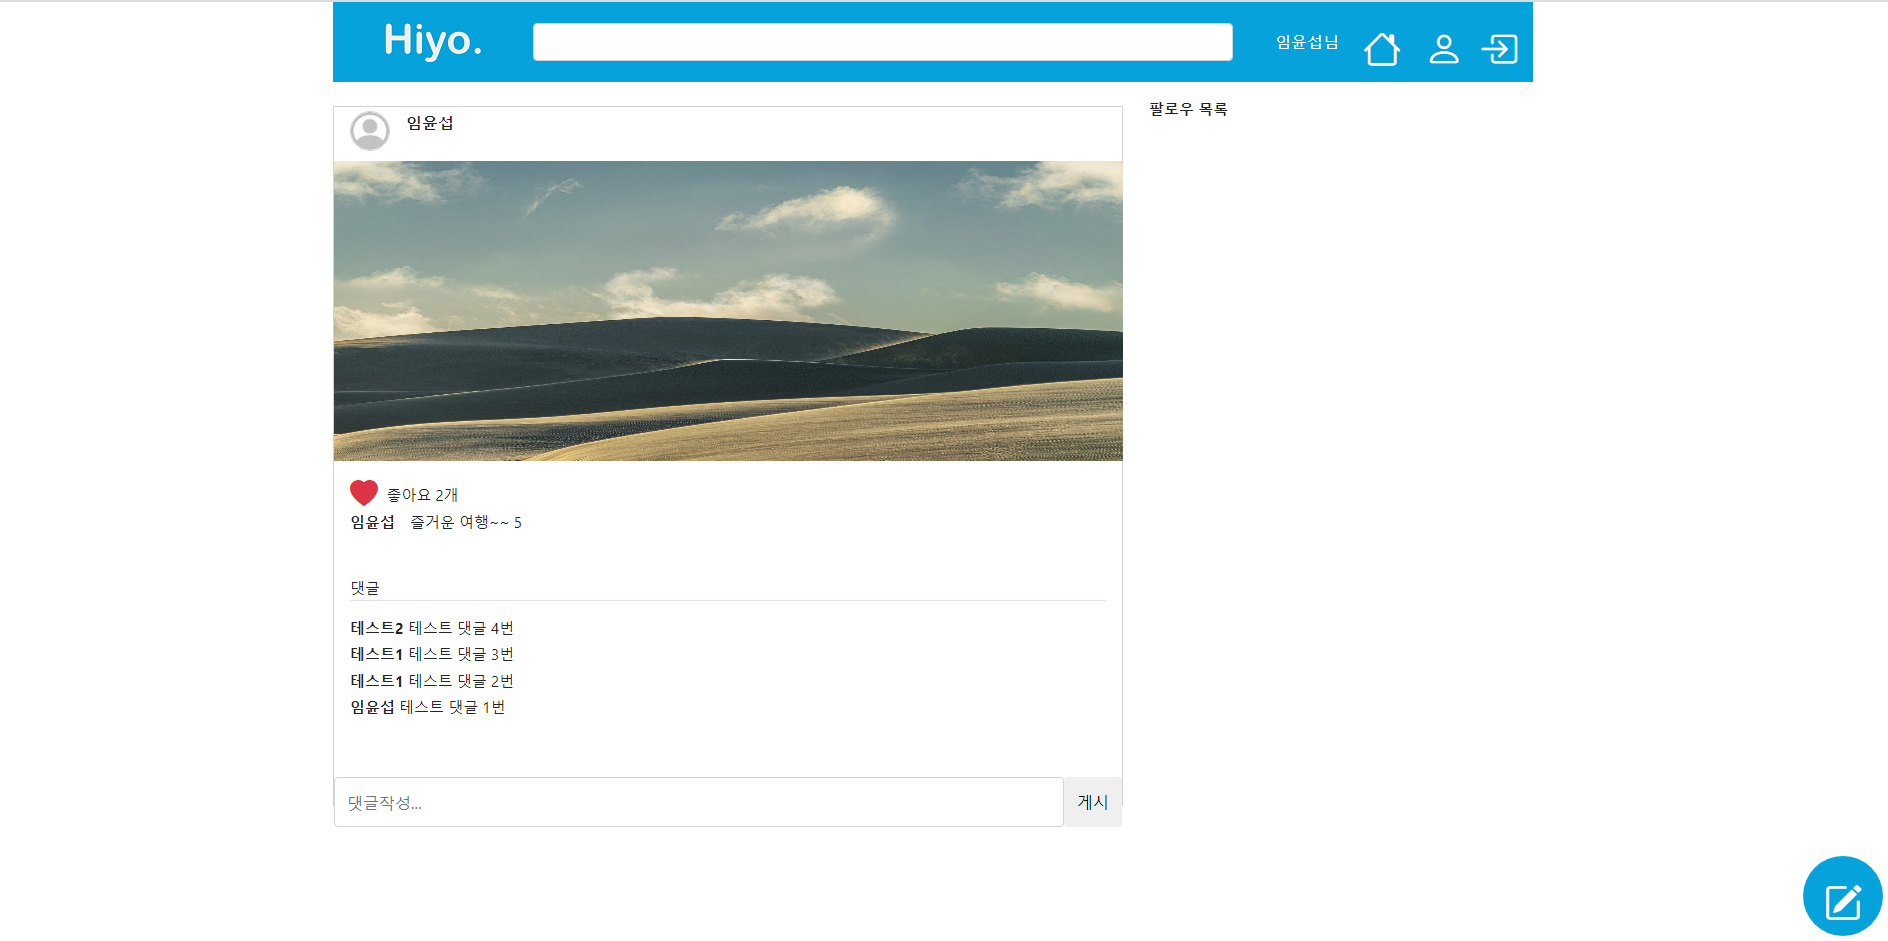 Hiyo.
임윤섭님
임윤섭
팔로우 목록
좋아요 2개
임윤섭 즐거운 여행~~ 5
댓글
테스트2 테스트 댓글 4번
테스트1 테스트 댓글 3번
테스트1 테스트 댓글 2번
임윤섭 테스트 댓글 1번
댓글작성...
게시